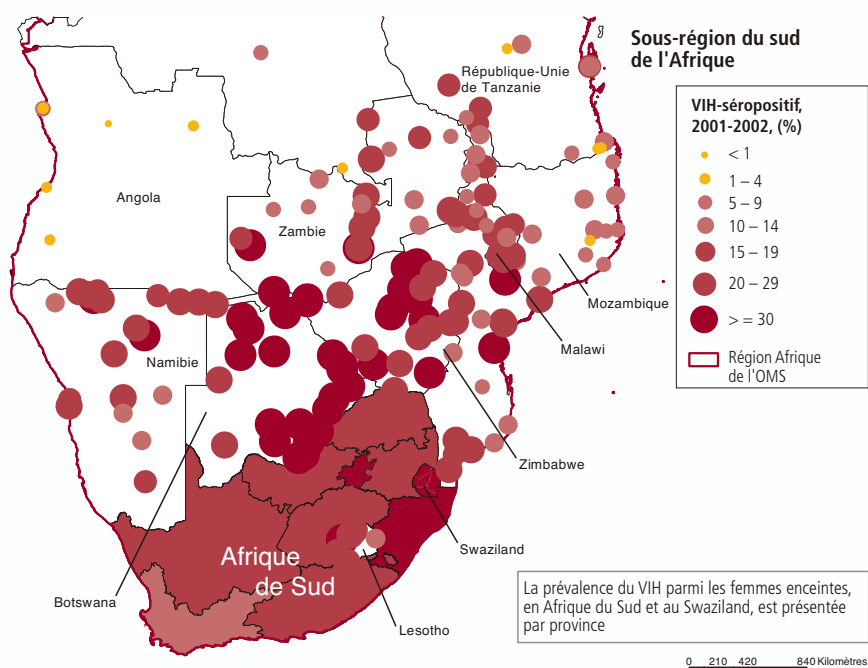 Sous-région du sud
de l'Afrique
VIH-séropositif,
2001-2002, (%)
< 1
1 – 4
5 – 9
10 – 14
15 – 19
20 – 29
> = 30
Région Afrique
de l'OMS
République-Unie
de Tanzanie
Angola
Zambie
Mozambique
Malawi
Namibie
Zimbabwe
Swaziland
Afrique
de Sud
Botswana
Lesotho
La prévalence du VIH parmi les femmes enceintes,
en Afrique du Sud et au Swaziland, est présentée
par province
0 210 420 840 Kilomètres